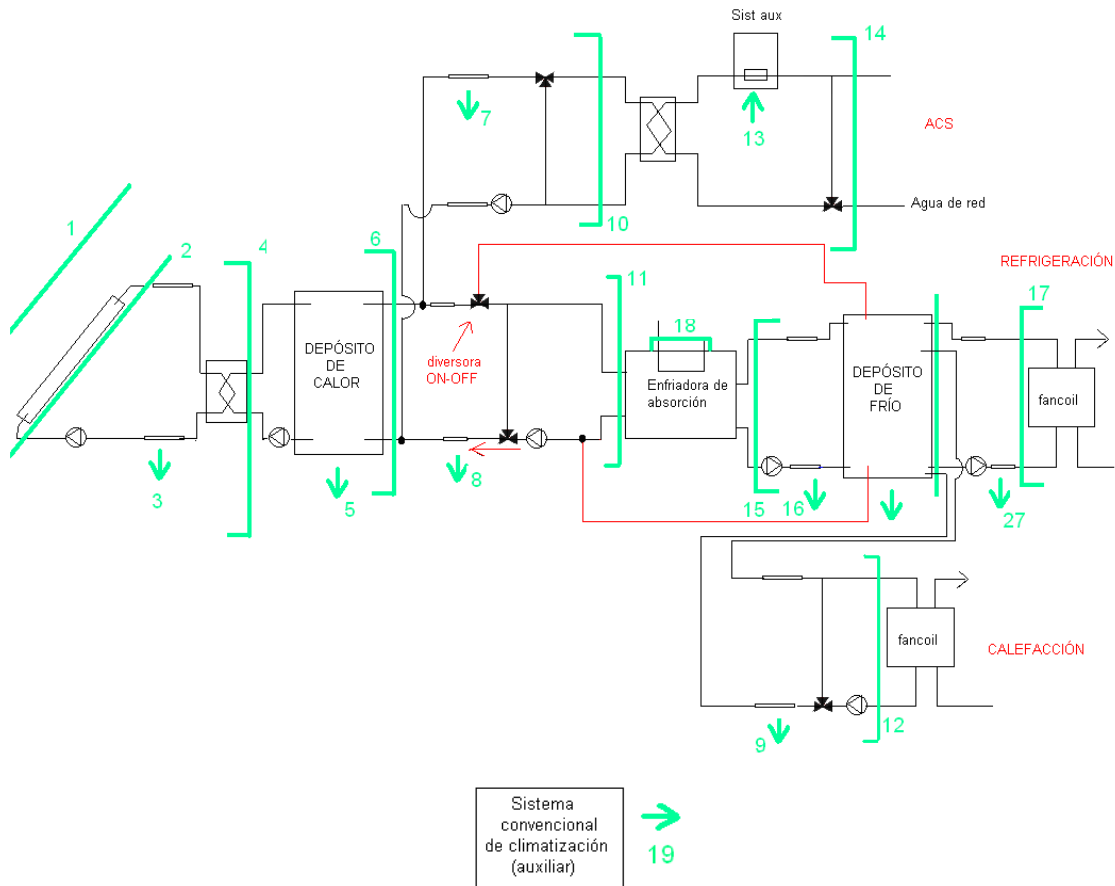 Sist aux
14
7
13
ACS
10
Agua de red
1
2
4
6
11
REFRIGERACIÓN
17
18
DEPÓSITO
DE
CALOR
diversora
ON-OFF
Enfriadora de
absorción
DEPÓSITO
DE
FRÍO
fancoil
3
5
8
15
16
27
fancoil
CALEFACCIÓN
9
12
Sistema
convencional
de climatización
(auxiliar)
19